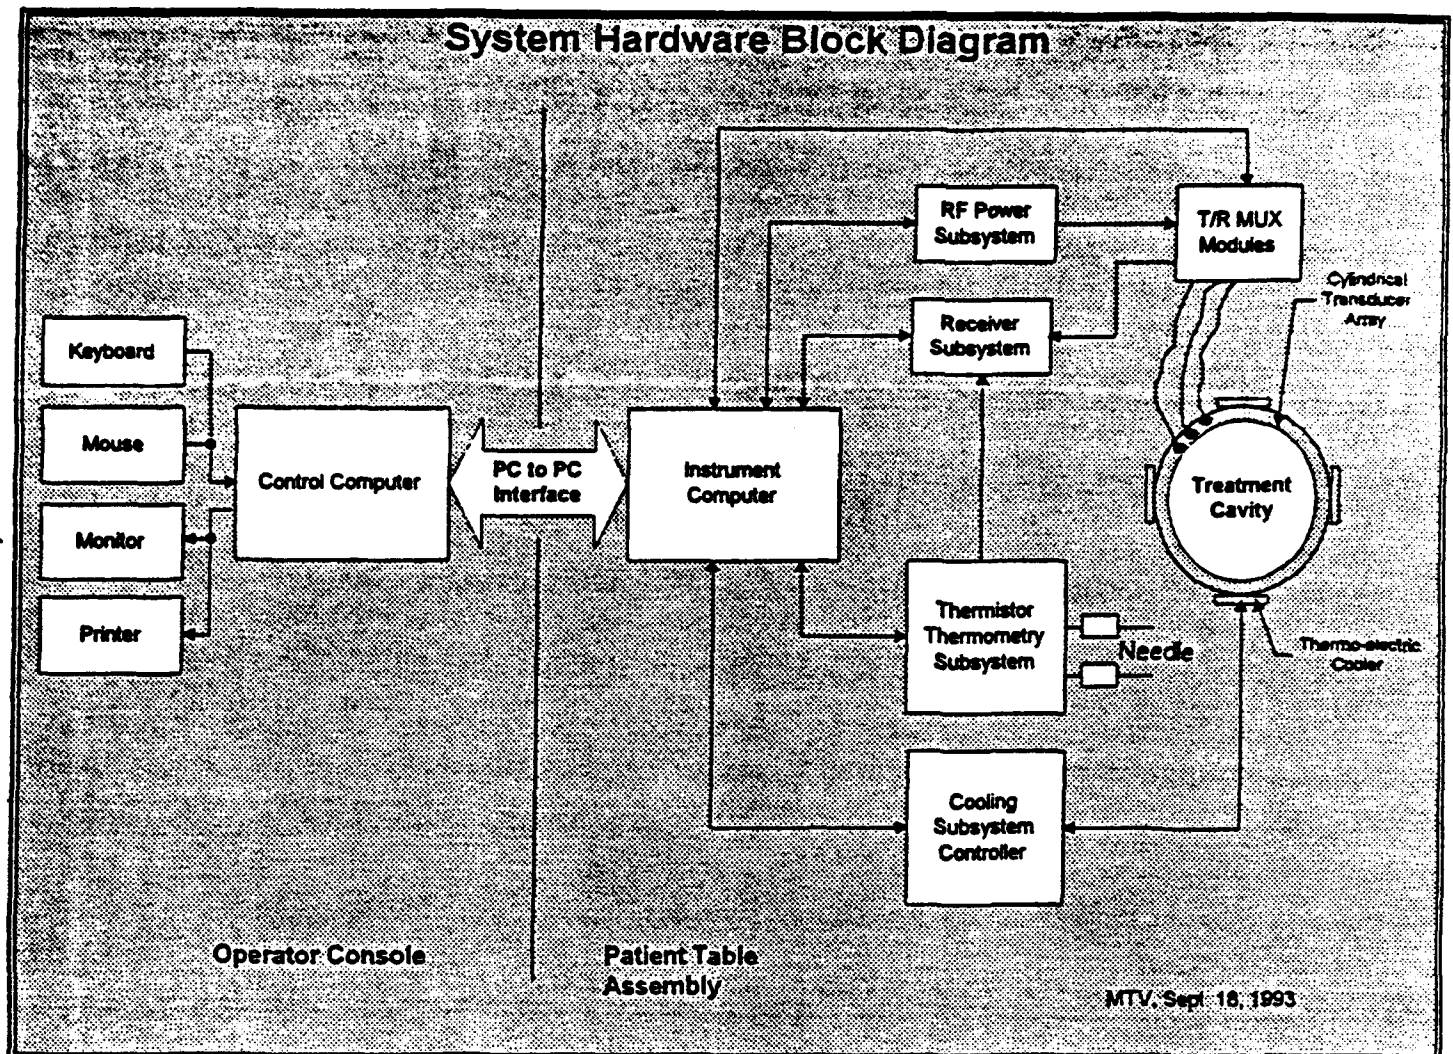 System Hardware Block Diagram
RF Power
Subsystem
T/R MUX
Modules
Cylindrical
Transducer
Array
Receiver
Subsystem
Keyboard
Mouse
Control Computer
PC to PC
Interface
Instrument
Computer
Treatment
Cavity
Monitor
Printer
Thermistor
Thermometry
Subsystem
Needle
Thermo-electric
Cooler
Cooling
Subsystem
Controller
Operator Console
Patient Table
Assembly
MTV, Sept. 18, 1993